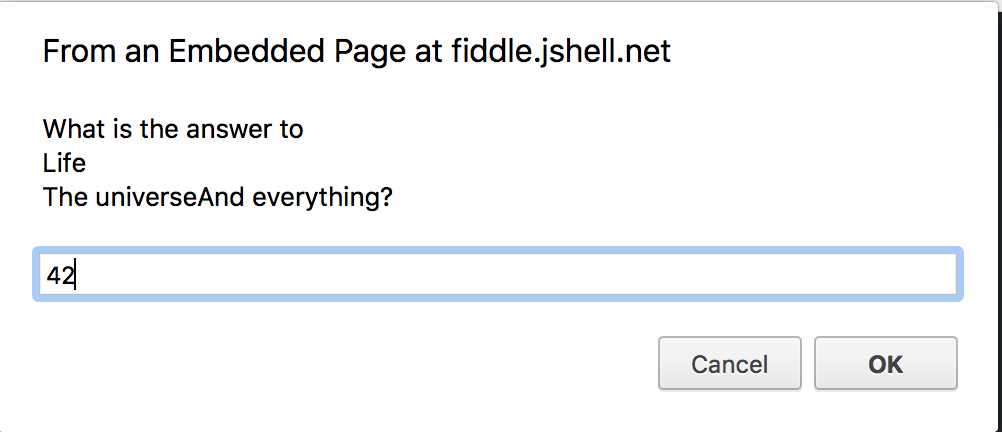 From an Embedded Page at fiddle.jshell.net
What is the answer to
Life
The universeAnd everything?
42
Cancel OK